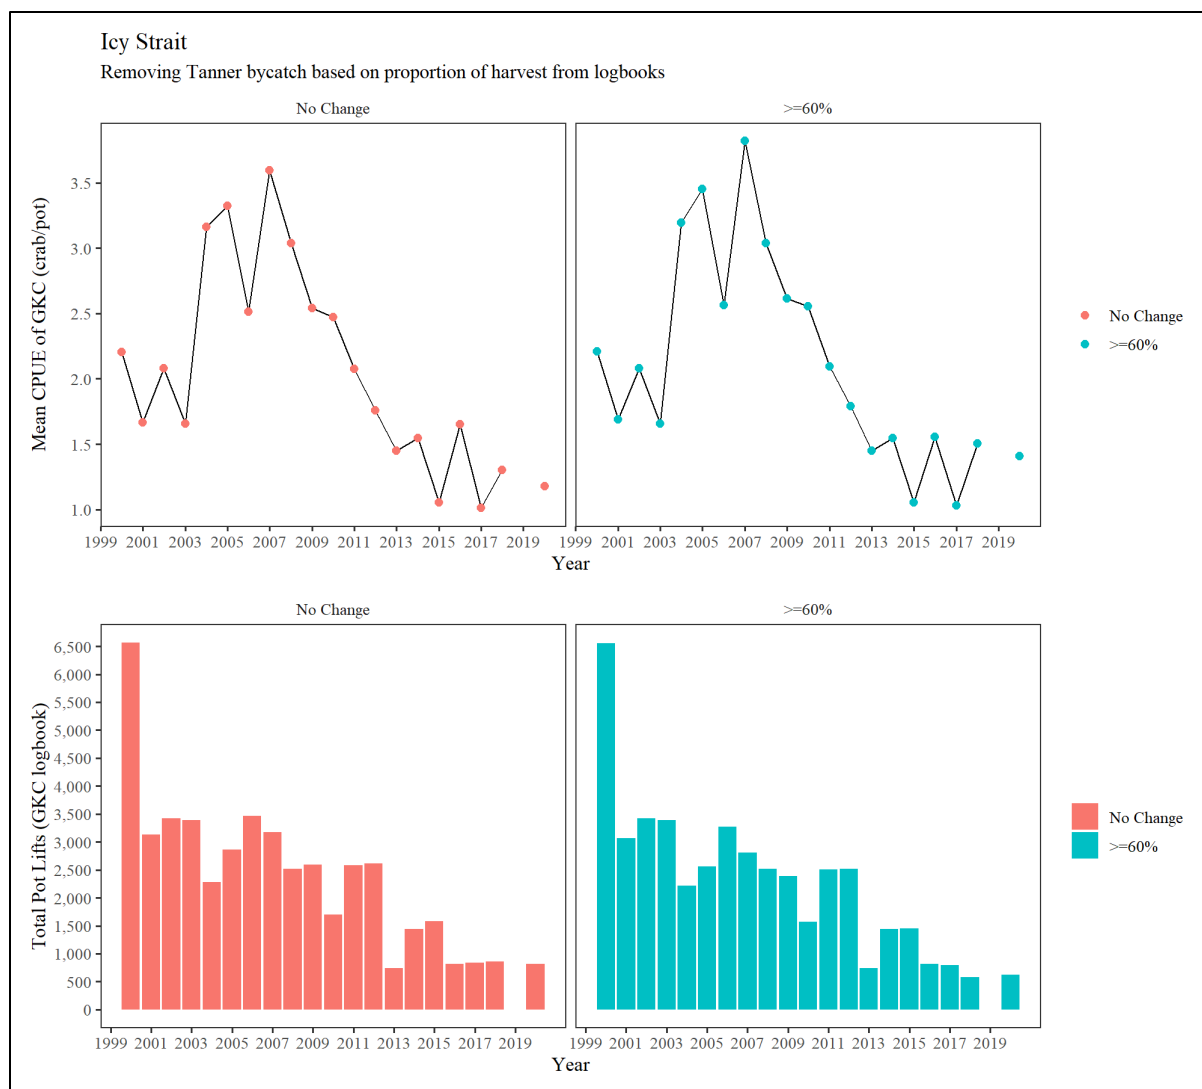 Icy Strait
Removing Tanner bycatch based on proportion of harvest from logbooks
No Change
>=60%
Mean CPUE of GKC (crab/pot)
3.5
3.0
2.5
2.0
1.5
1.0
1999 2001 2003 2005 2007 2009 2011 2013 2015 2017 2019
1999 2001 2003 2005 2007 2009 2011 2013 2015 2017 2019
Year
No Change
>=60%
No Change
>=60%
Total Pot Lifts (GKC logbook)
6,500
6,000
5,500
5,000
4,500
4,000
3,500
3,000
2,500
2,000
1,500
1,000
500
0
1999 2001 2003 2005 2007 2009 2011 2013 2015 2017 2019
1999 2001 2003 2005 2007 2009 2011 2013 2015 2017 2019
Year
No Change
>=60%